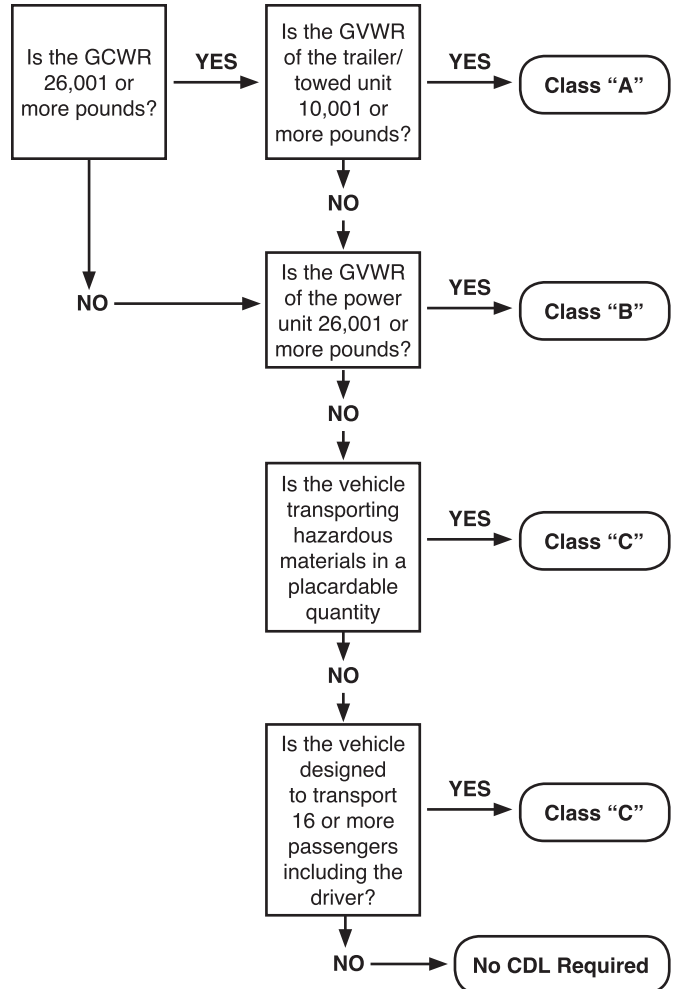 Is the GCWR
26,001 or
more pounds?
YES
Is the GVWR
of the trailer/
towed unit
10,001 or
more pounds?
YES
Class “A”
NO
NO
Is the GVWR
of the power
unit 26,001 or
more pounds?
YES
Class “B”
NO
Is the vehicle
transporting
hazardous
materials in a
placardable
quantity
YES
Class “C”
NO
Is the vehicle
designed
to transport
16 or more
passengers
including the
driver?
YES
Class “C”
NO
No CDL Required